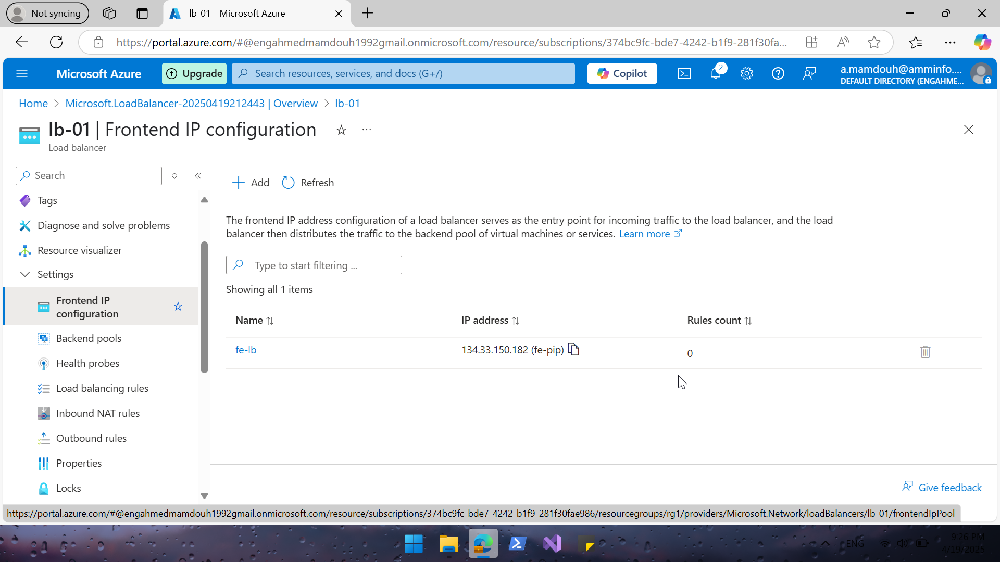 Not syncing
lb-01 - Microsoft Azure
https://portal.azure.com/#@engahmedmamdouh1992gmail.onmicrosoft.com/resource/subscriptions/374bc9fc-bde7-4242-b1f9-281f30fa...
Microsoft Azure
Upgrade
Search resources, services, and docs (G+/)
Copilot
2
a.mamdouh@amminfo....
DEFAULT DIRECTORY (ENGAHME...
Home > Microsoft.LoadBalancer-20250419212443 | Overview > lb-01
lb-01 | Frontend IP configuration
Load balancer
Search
Add
Refresh
Tags
Diagnose and solve problems
Resource visualizer
Settings
Frontend IP
configuration
Backend pools
Health probes
Load balancing rules
Inbound NAT rules
Outbound rules
Properties
Locks
The frontend IP address configuration of a load balancer serves as the entry point for incoming traffic to the load balancer, and the load
balancer then distributes the traffic to the backend pool of virtual machines or services. Learn more
Type to start filtering ...
Showing all 1 items
Name IP address Rules count
fe-lb 134.33.150.182 (fe-pip) 0
Give feedback
https://portal.azure.com/#@engahmedmamdouh1992gmail.onmicrosoft.com/resource/subscriptions/374bc9fc-bde7-4242-b1f9-281f30fae986/resourcegroups/rg1/providers/Microsoft.Network/loadBalancers/lb-01/frontendIpPool
ENG
9:26 PM
4/19/2025